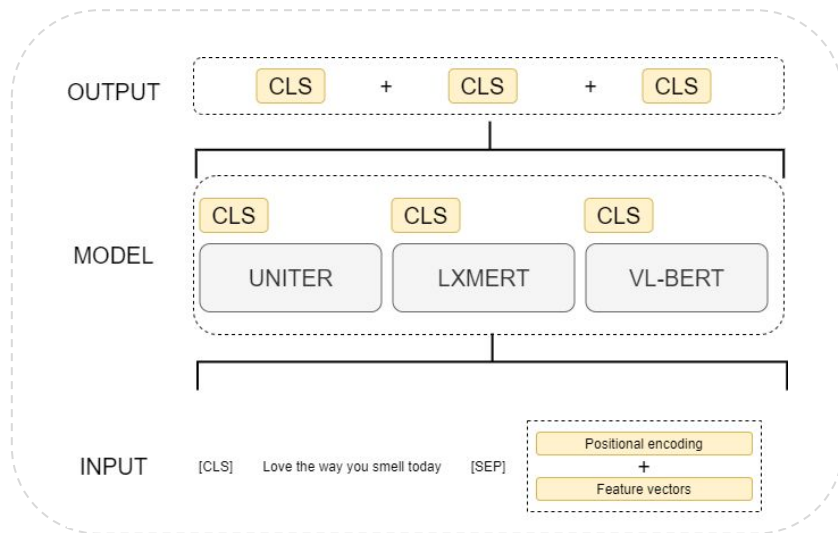 OUTPUT CLS + CLS + CLS
CLS CLS CLS
MODEL UNITER LXMERT VL-BERT
INPUT [CLS] Love the way you smell today [SEP]
Positional encoding
+
Feature vectors